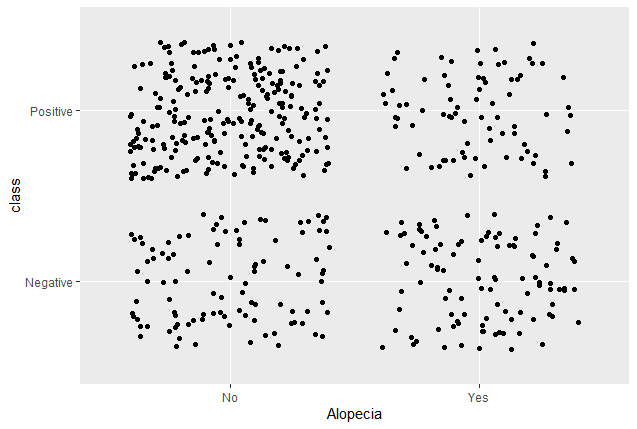 class
Positive
Negative
No
Yes
Alopecia